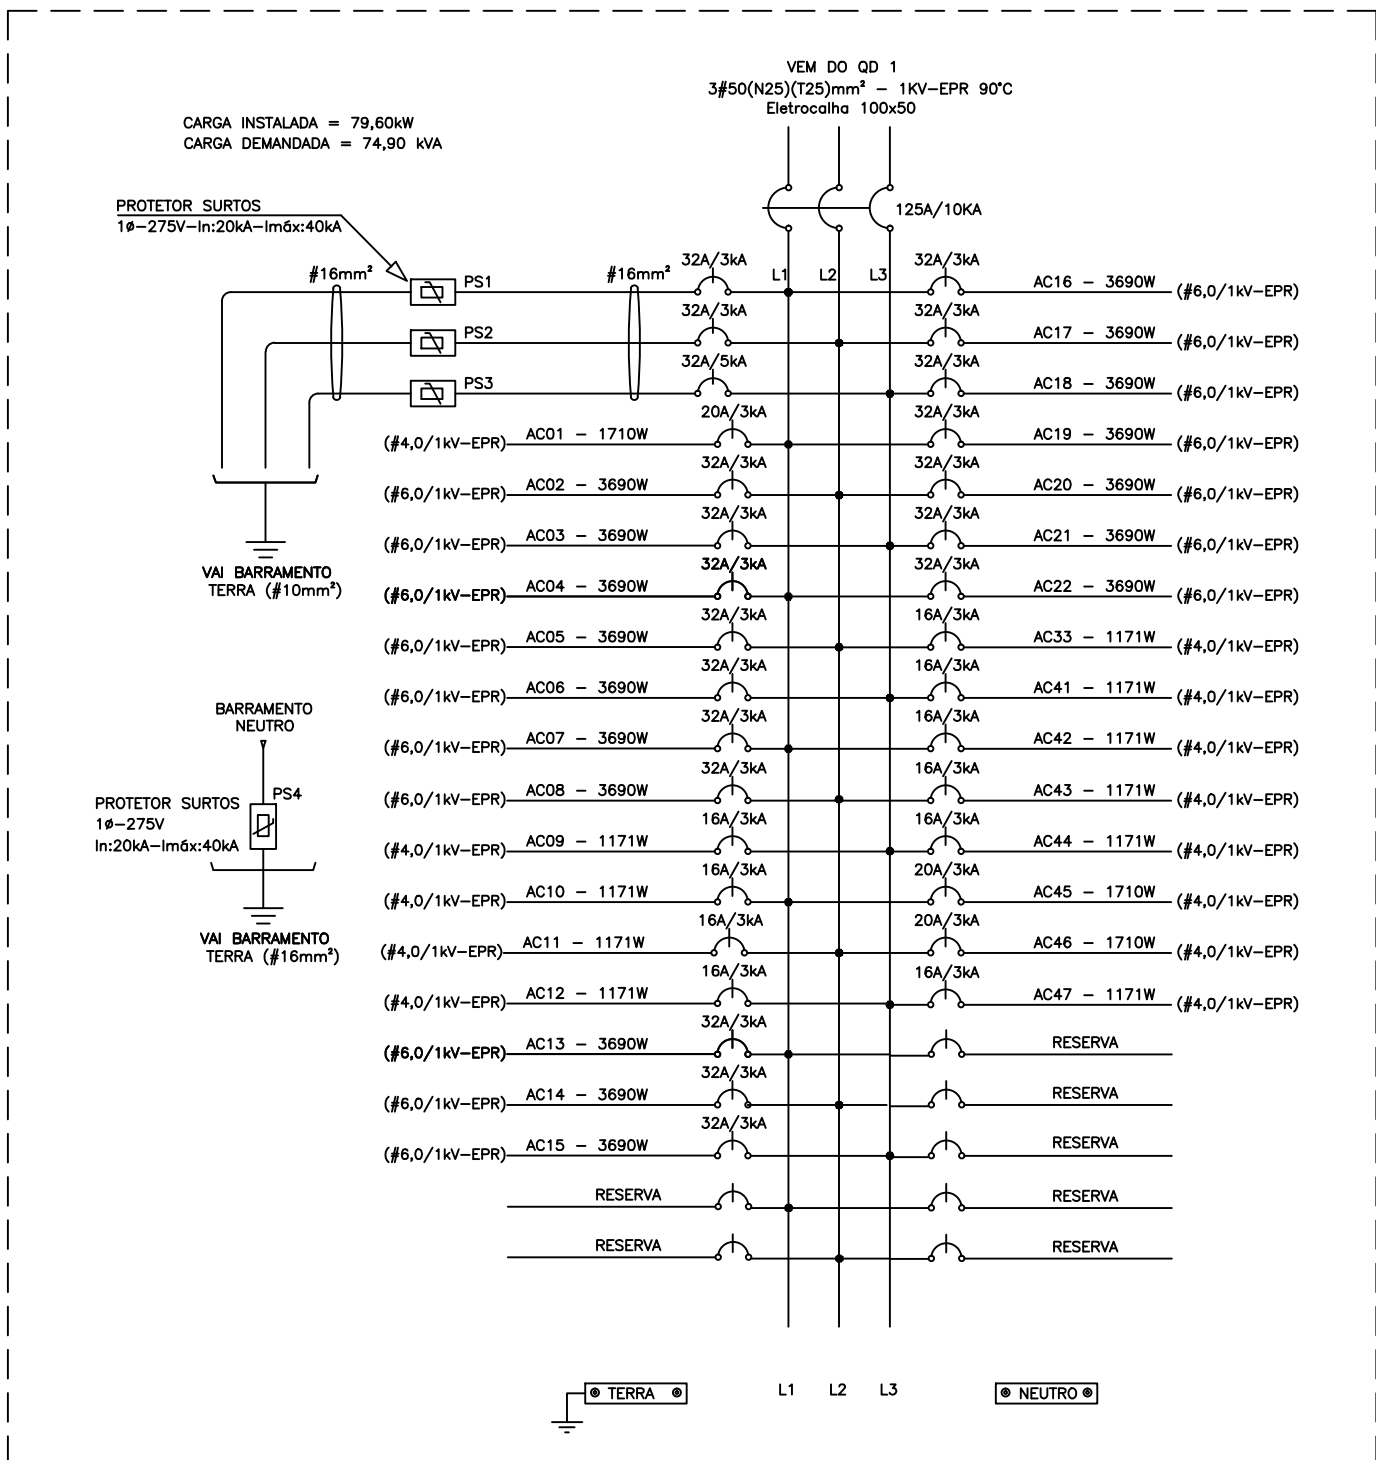 VEM DO QD 1
3#50(N25)(T25)mm² – 1KV–EPR 90°C
Eletrocalha 100x50
CARGA INSTALADA = 79,60kW
CARGA DEMANDADA = 74,90 kVA
125A/10KA
PROTETOR SURTOS
1ø–275V–In:20kA–Imáx:40kA
#16mm²
#16mm²
L1
L2
L3
PS1
32A/3kA
32A/3kA
AC16 – 3690W
(#6,0/1kV–EPR)
PS2
32A/3kA
32A/3kA
AC17 – 3690W
(#6,0/1kV–EPR)
PS3
32A/5kA
32A/3kA
AC18 – 3690W
(#6,0/1kV–EPR)
(#4,0/1kV–EPR)
AC01 – 1710W
20A/3kA
32A/3kA
AC19 – 3690W
(#6,0/1kV–EPR)
(#6,0/1kV–EPR)
AC02 – 3690W
32A/3kA
32A/3kA
AC20 – 3690W
(#6,0/1kV–EPR)
(#6,0/1kV–EPR)
AC03 – 3690W
32A/3kA
32A/3kA
AC21 – 3690W
(#6,0/1kV–EPR)
VAI BARRAMENTO
TERRA (#10mm²)
(#6,0/1kV–EPR)
AC04 – 3690W
32A/3kA
32A/3kA
AC22 – 3690W
(#6,0/1kV–EPR)
(#6,0/1kV–EPR)
AC05 – 3690W
32A/3kA
16A/3kA
AC33 – 1171W
(#4,0/1kV–EPR)
(#6,0/1kV–EPR)
AC06 – 3690W
32A/3kA
16A/3kA
AC41 – 1171W
(#4,0/1kV–EPR)
BARRAMENTO
NEUTRO
(#6,0/1kV–EPR)
AC07 – 3690W
32A/3kA
16A/3kA
AC42 – 1171W
(#4,0/1kV–EPR)
PS4
PROTETOR SURTOS
1ø–275V
In:20kA–Imáx:40kA
(#6,0/1kV–EPR)
AC08 – 3690W
32A/3kA
16A/3kA
AC43 – 1171W
(#4,0/1kV–EPR)
(#4,0/1kV–EPR)
AC09 – 1171W
16A/3kA
16A/3kA
AC44 – 1171W
(#4,0/1kV–EPR)
(#4,0/1kV–EPR)
AC10 – 1171W
16A/3kA
20A/3kA
AC45 – 1710W
(#4,0/1kV–EPR)
VAI BARRAMENTO
TERRA (#16mm²)
(#4,0/1kV–EPR)
AC11 – 1171W
16A/3kA
20A/3kA
AC46 – 1710W
(#4,0/1kV–EPR)
(#4,0/1kV–EPR)
AC12 – 1171W
16A/3kA
16A/3kA
AC47 – 1171W
(#4,0/1kV–EPR)
(#6,0/1kV–EPR)
AC13 – 3690W
32A/3kA
RESERVA
(#6,0/1kV–EPR)
AC14 – 3690W
32A/3kA
RESERVA
(#6,0/1kV–EPR)
AC15 – 3690W
32A/3kA
RESERVA
RESERVA
RESERVA
RESERVA
RESERVA
TERRA
L1
L2
L3
NEUTRO